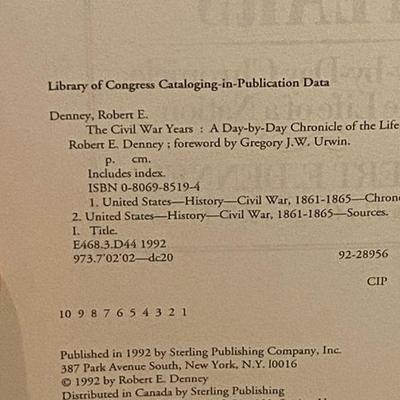 Library of Congress Cataloging-in-Publication Data
Denney, Robert E.
The Civil War Years : A Day-by-Day Chronicle of the Life
Robert E. Denney ; foreword by Gregory J.W. Urwin.
p. cm.
Includes index.
ISBN 0-8069-8519-4
1. United States—History—Civil War, 1861-1865—Chron
2. United States—History—Civil War, 1861-1865—Sources.
I. Title.
E468.3.D44 1992
973.7'02'02—dc20 92-28956
CIP
10 9 8 7 6 5 4 3 2 1
Published in 1992 by Sterling Publishing Company, Inc.
387 Park Avenue South, New York, N.Y. 10016
© 1992 by Robert E. Denney
Distributed in Canada by Sterling Publishing